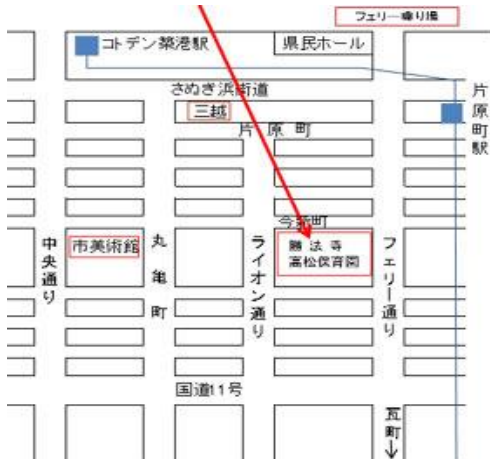 フェリー乗り場
コトデン築港駅
県民ホール
さぬき浜街道
三越
片原町
片原町駅
今新町
市美術館
勝法寺
高松保育園
中央通り
丸亀町
ライオン通り
フェリー通り
国道11号
瓦町